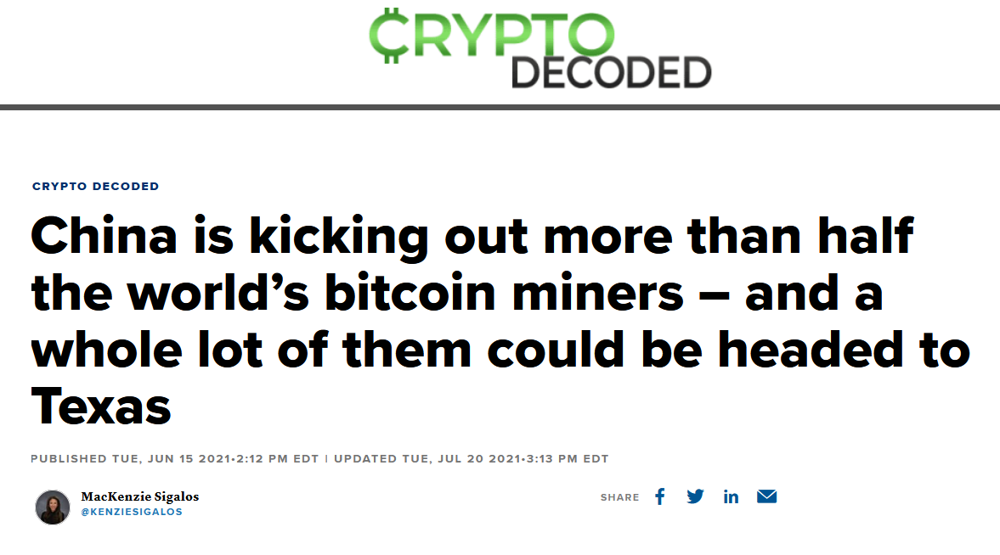 CRYPTO
DECODED
CRYPTO DECODED
China is kicking out more than half
the world’s bitcoin miners – and a
whole lot of them could be headed to
Texas
PUBLISHED TUE, JUN 15 2021•2:12 PM EDT | UPDATED TUE, JUL 20 2021•3:13 PM EDT
MacKenzie Sigalos
@KENZIESIGALOS
SHARE